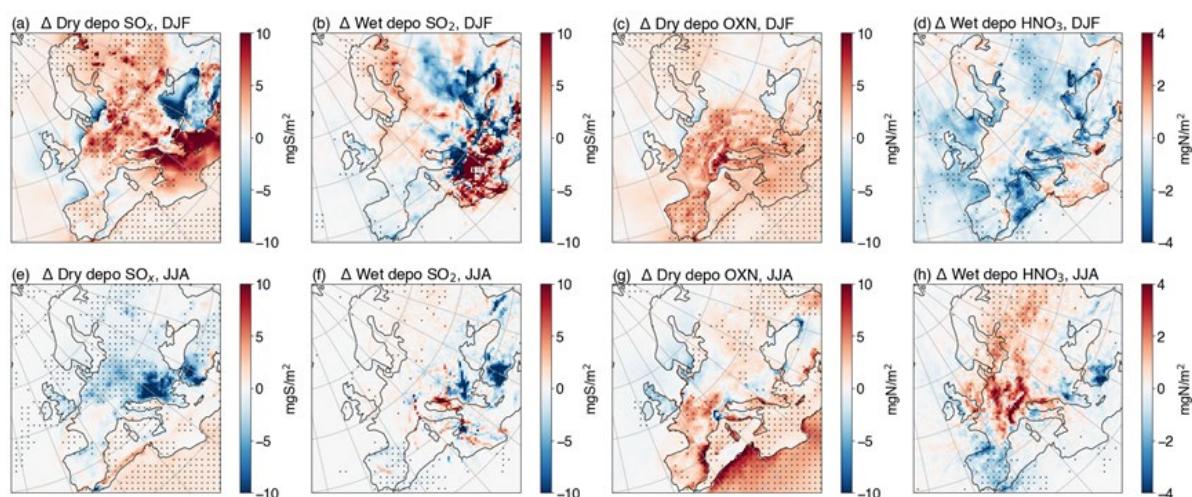 (a) Δ Dry depo SOₓ, DJF
10
5
0
−5
−10
mgS/m²
(b) Δ Wet depo SO₂, DJF
10
5
0
−5
−10
mgS/m²
(c) Δ Dry depo OXN, DJF
10
5
0
−5
−10
mgN/m²
(d) Δ Wet depo HNO₃, DJF
4
2
0
−2
−4
mgN/m²
(e) Δ Dry depo SOₓ, JJA
10
5
0
−5
−10
mgS/m²
(f) Δ Wet depo SO₂, JJA
10
5
0
−5
−10
mgS/m²
(g) Δ Dry depo OXN, JJA
10
5
0
−5
−10
mgN/m²
(h) Δ Wet depo HNO₃, JJA
4
2
0
−2
−4
mgN/m²